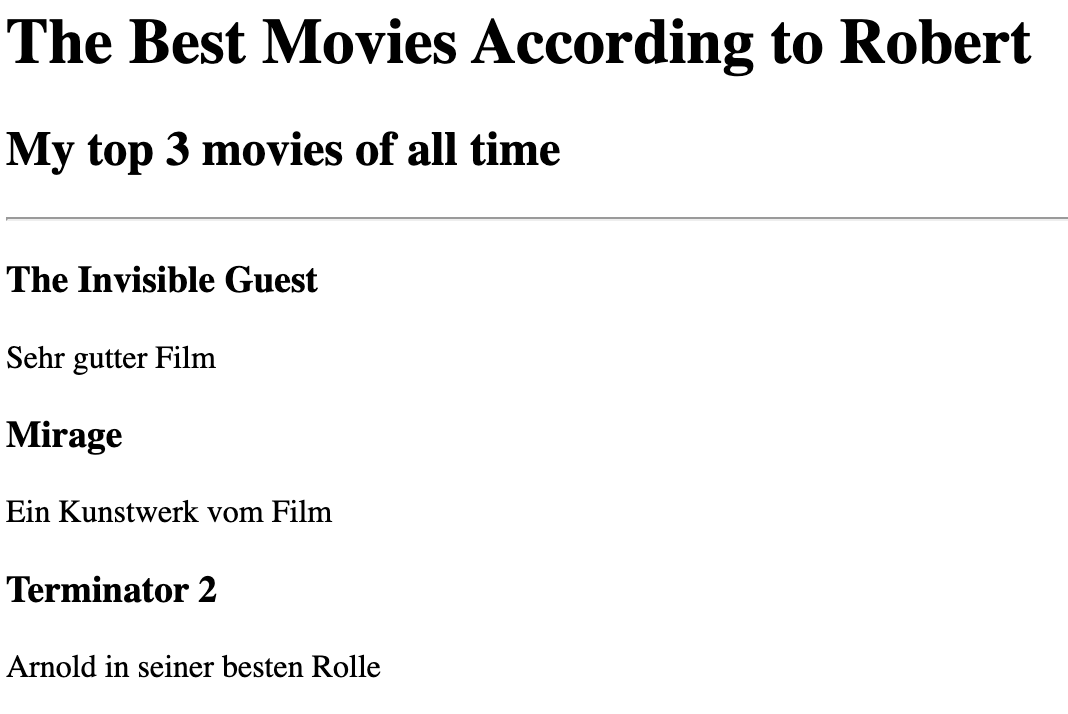 The Best Movies According to Robert
My top 3 movies of all time
The Invisible Guest
Sehr gutter Film
Mirage
Ein Kunstwerk vom Film
Terminator 2
Arnold in seiner besten Rolle